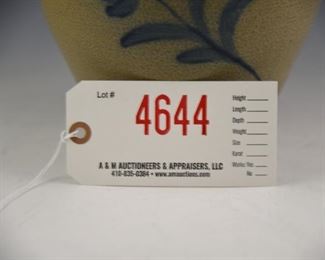 Lot #
4644
Height
Length
Depth
Weight
Size
Karat
Works: Yes
No
A & M AUCTIONEERS & APPRAISERS, LLC
410-835-0384 • www.amauctions.com